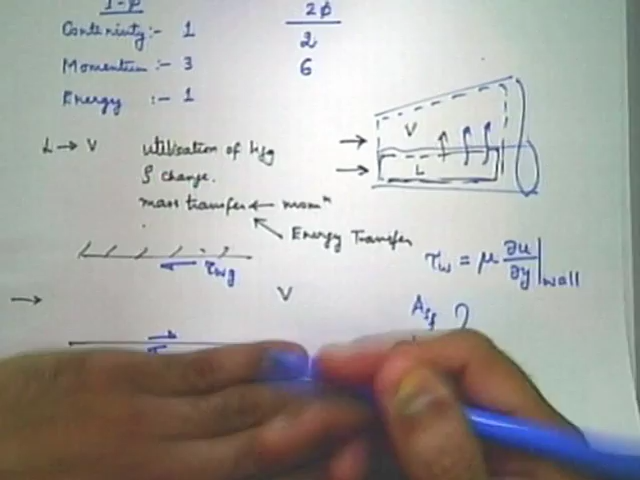 1-φ 2φ
Continuity:- 1 2
Momentum:- 3 6
Energy :- 1
L → V utilisation of hfg
ρ change.
mass transfer ← momn
Energy Transfer
V
L
τwg
τw = μ ∂u/∂y|wall
V